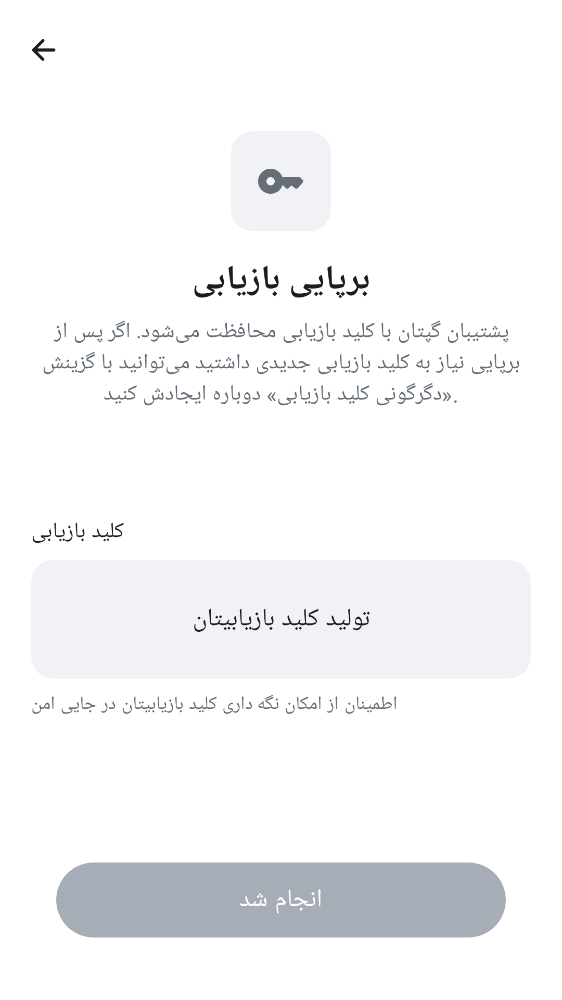 برپایی بازیابی
پشتیبان گپتان با کلید بازیابی محافظت می‌شود. اگر پس از
برپایی نیاز به کلید بازیابی جدیدی داشتید می‌توانید با گزینش
«دگرگونی کلید بازیابی» دوباره ایجادش کنید.
کلید بازیابی
تولید کلید بازیابیتان
اطمینان از امکان نگه داری کلید بازیابیتان در جایی امن
انجام شد